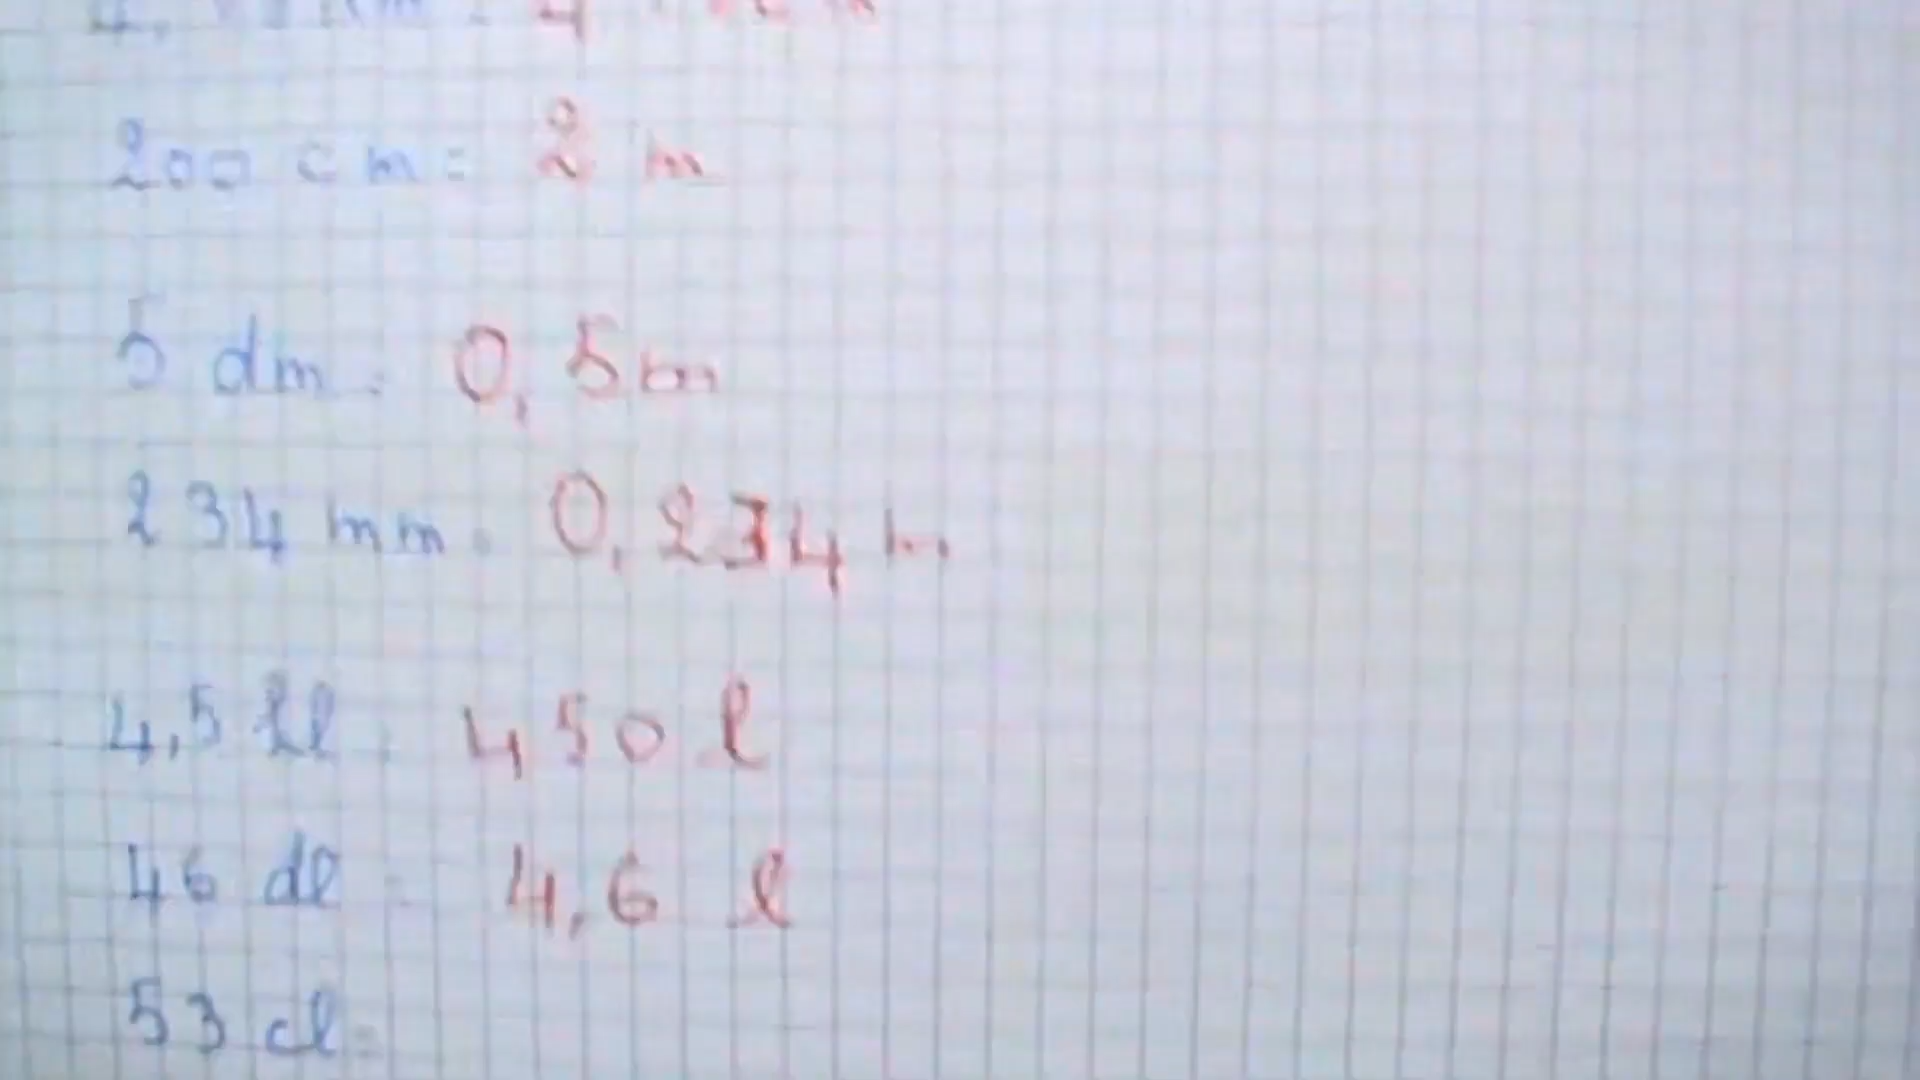 200 cm = 2 m
5 dm = 0,5 m
234 mm = 0,234 m
4,5 hl = 450 l
46 dl = 4,6 l
53 cl =